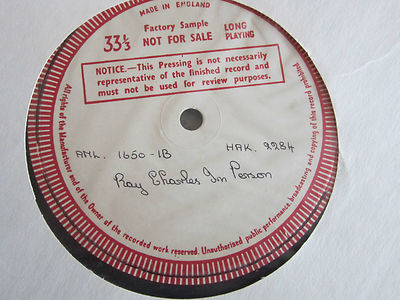 MADE IN ENGLAND
Factory Sample
33⅓ NOT FOR SALE LONG PLAYING
NOTICE.—This Pressing is not necessarily
representative of the finished record and
must not be used for review purposes.
ARL. 1650-1B HAK. 2284
Ray Charles In Person
All rights of the Manufacturer and of the Owner of the recorded work reserved. Unauthorised public performance, broadcasting and copying of this record prohibited.